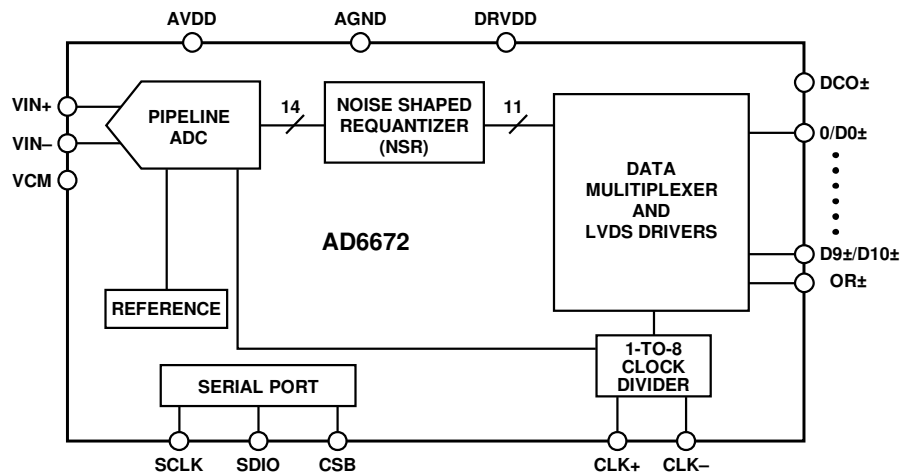 AVDD
AGND
DRVDD
VIN+
VIN–
VCM
PIPELINE
ADC
14
NOISE SHAPED
REQUANTIZER
(NSR)
11
DATA
MULITIPLEXER
AND
LVDS DRIVERS
DCO±
0/D0±
D9±/D10±
OR±
AD6672
REFERENCE
1-TO-8
CLOCK
DIVIDER
SERIAL PORT
SCLK
SDIO
CSB
CLK+
CLK–